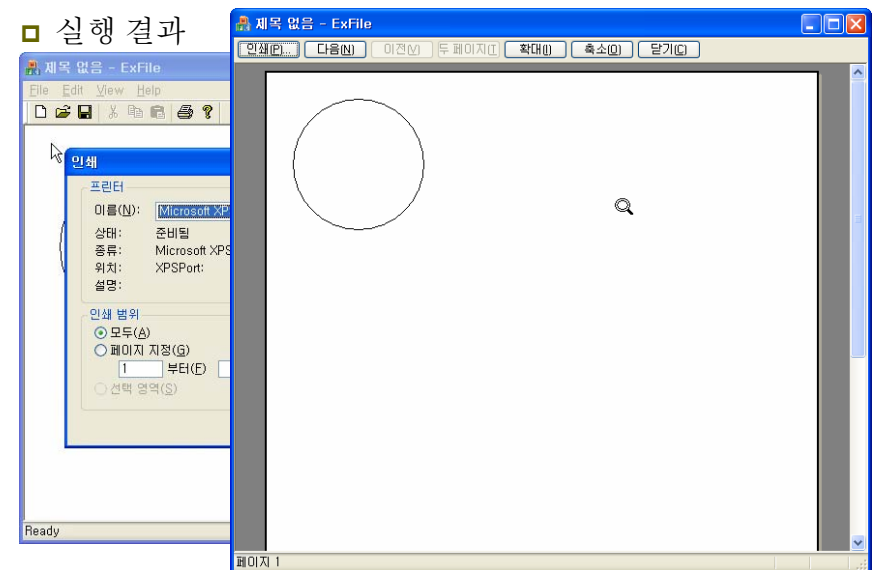 실행 결과
제목 없음 - ExFile
File Edit View Help
인쇄
프린터
이름(N): Microsoft XP
상태: 준비됨
종류: Microsoft XPS
위치: XPSPort:
설명:
인쇄 범위
모두(A)
페이지 지정(G)
1 부터(F)
선택 영역(S)
Ready
제목 없음 - ExFile
인쇄(P)... 다음(N) 이전(V) 두 페이지(T) 확대(I) 축소(O) 닫기(C)
페이지 1